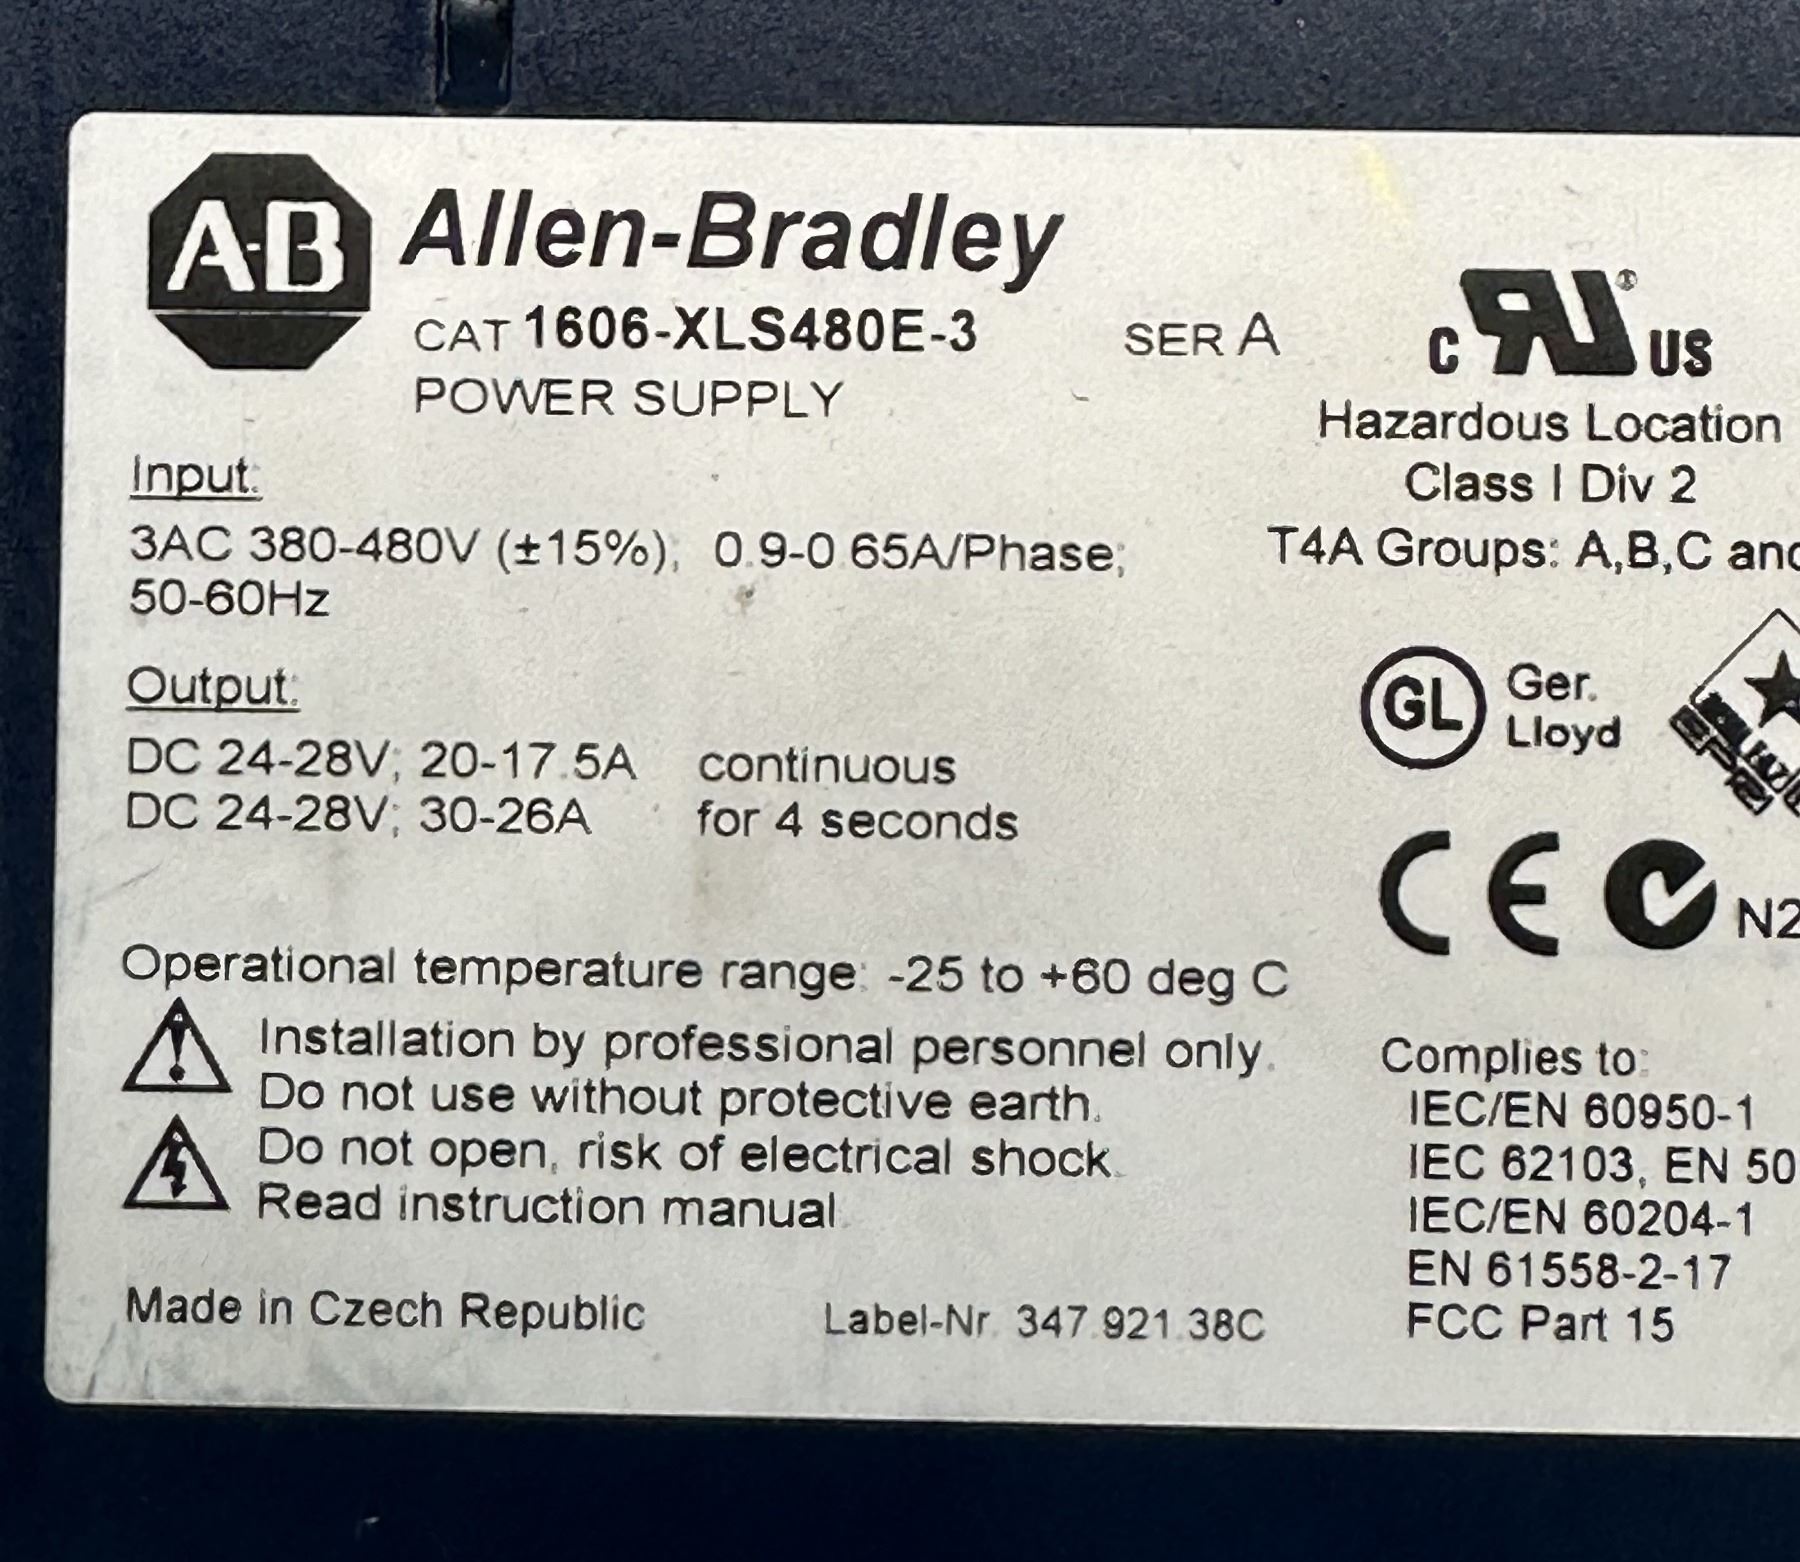 A-B Allen-Bradley
CAT 1606-XLS480E-3 SER A
POWER SUPPLY
Input:
3AC 380-480V (±15%); 0.9-0.65A/Phase;
50-60Hz
Output:
DC 24-28V; 20-17.5A continuous
DC 24-28V; 30-26A for 4 seconds
Operational temperature range: -25 to +60 deg C
Installation by professional personnel only.
Do not use without protective earth.
Do not open, risk of electrical shock.
Read instruction manual
Made in Czech Republic
Label-Nr. 347.921.38C
C RU ® US
Hazardous Location
Class I Div 2
T4A Groups: A,B,C and
GL Ger.
Lloyd
CE N2
Complies to:
IEC/EN 60950-1
IEC 62103, EN 50
IEC/EN 60204-1
EN 61558-2-17
FCC Part 15